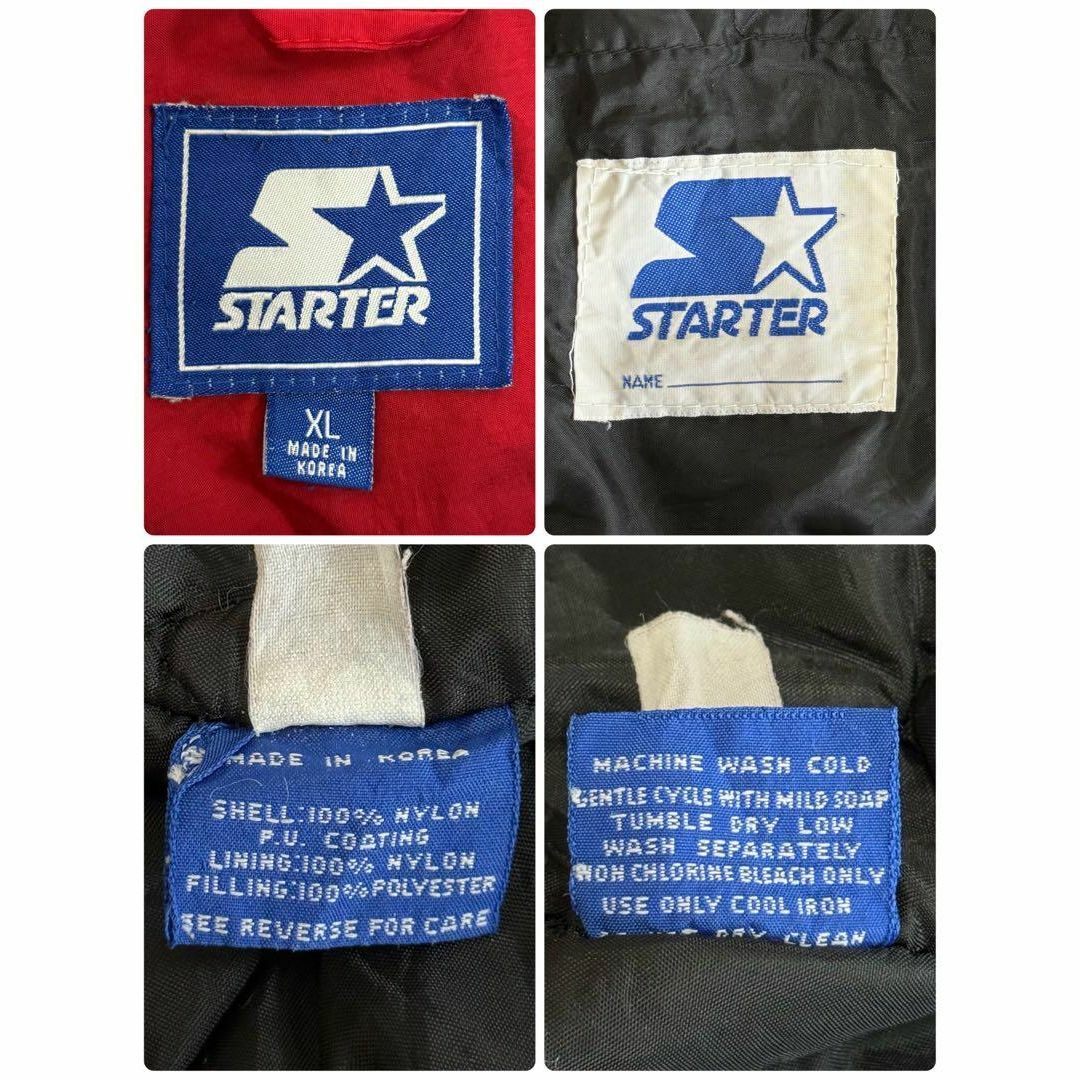 STARTER
XL
MADE IN
KOREA
STARTER
NAME
MADE IN KOREA
SHELL:100% NYLON
P.U. COATING
LINING:100% NYLON
FILLING:100% POLYESTER
SEE REVERSE FOR CARE
MACHINE WASH COLD
GENTLE CYCLE WITH MILD SOAP
TUMBLE DRY LOW
WASH SEPARATELY
NON CHLORINE BLEACH ONLY
USE ONLY COOL IRON
DRY CLEAN